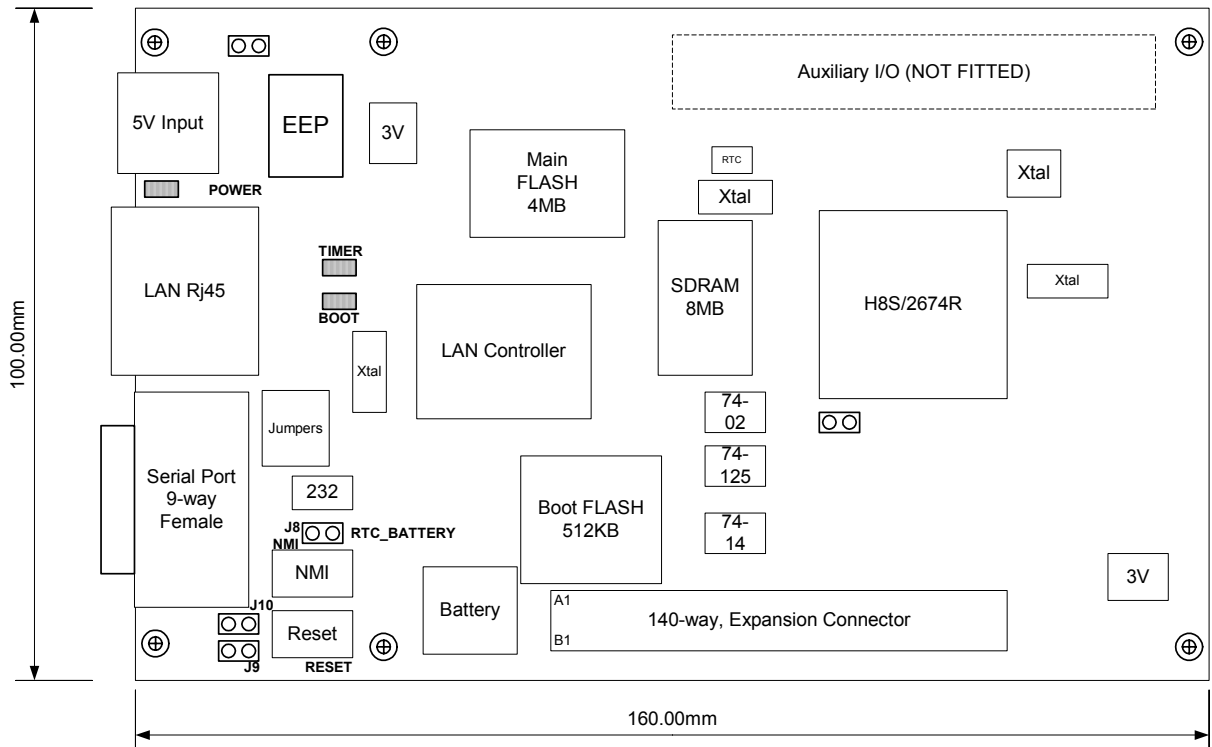 Auxiliary I/O (NOT FITTED)
5V Input
EEP
3V
Main
FLASH
4MB
RTC
Xtal
Xtal
POWER
LAN Rj45
TIMER
BOOT
Xtal
LAN Controller
SDRAM
8MB
H8S/2674R
Xtal
100.00mm
Jumpers
74-
02
74-
125
74-
14
Serial Port
9-way
Female
232
J8
RTC_BATTERY
NMI
NMI
Boot FLASH
512KB
3V
Battery
A1
B1
140-way, Expansion Connector
J10
Reset
J9
RESET
160.00mm